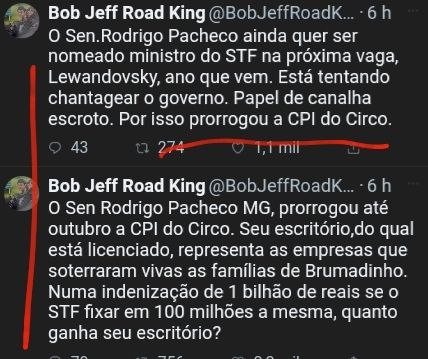 Bob Jeff Road King @BobJeffRoadK... · 6 h
O Sen.Rodrigo Pacheco ainda quer ser
nomeado ministro do STF na próxima vaga,
Lewandovsky, ano que vem. Está tentando
chantagear o governo. Papel de canalha
escroto. Por isso prorrogou a CPI do Circo.
43 274 1,1 mil
Bob Jeff Road King @BobJeffRoadK... · 6 h
O Sen Rodrigo Pacheco MG, prorrogou até
outubro a CPI do Circo. Seu escritório,do qual
está licenciado, representa as empresas que
soterraram vivas as famílias de Brumadinho.
Numa indenização de 1 bilhão de reais se o
STF fixar em 100 milhões a mesma, quanto
ganha seu escritório?